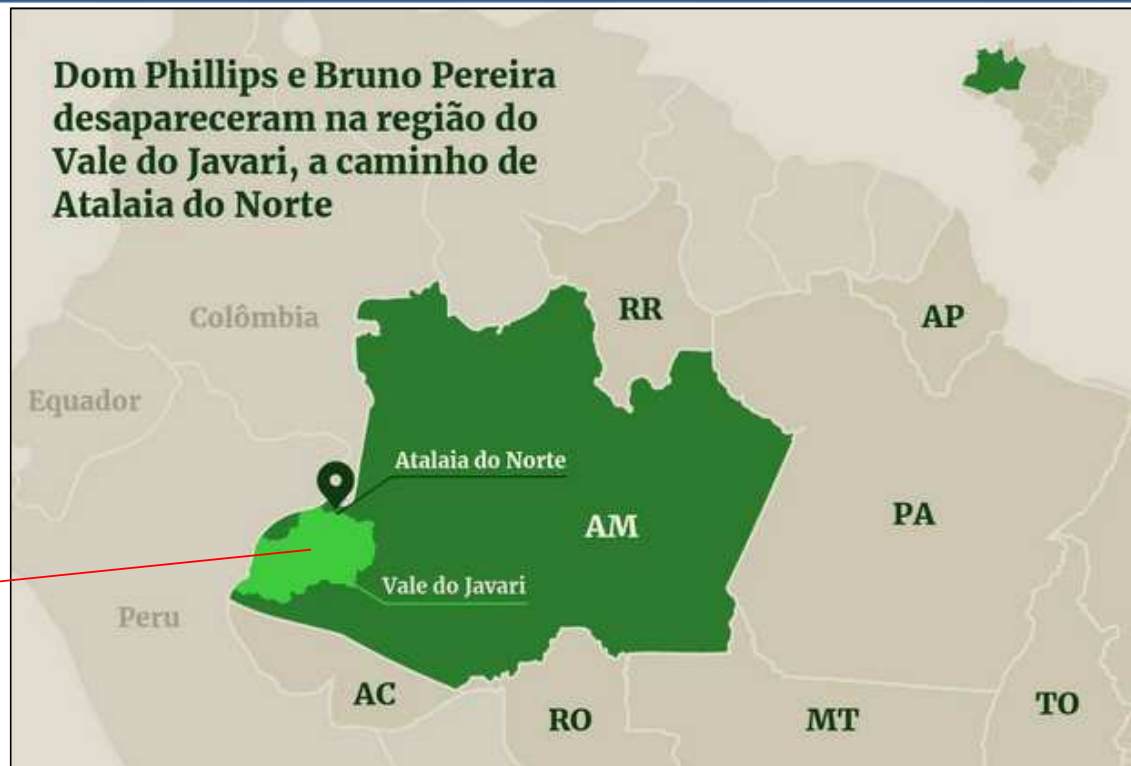 Dom Phillips e Bruno Pereira
desapareceram na região do
Vale do Javari, a caminho de
Atalaia do Norte
RR
AP
Colômbia
Equador
Atalaia do Norte
AM
PA
Vale do Javari
Peru
AC
RO
MT
TO